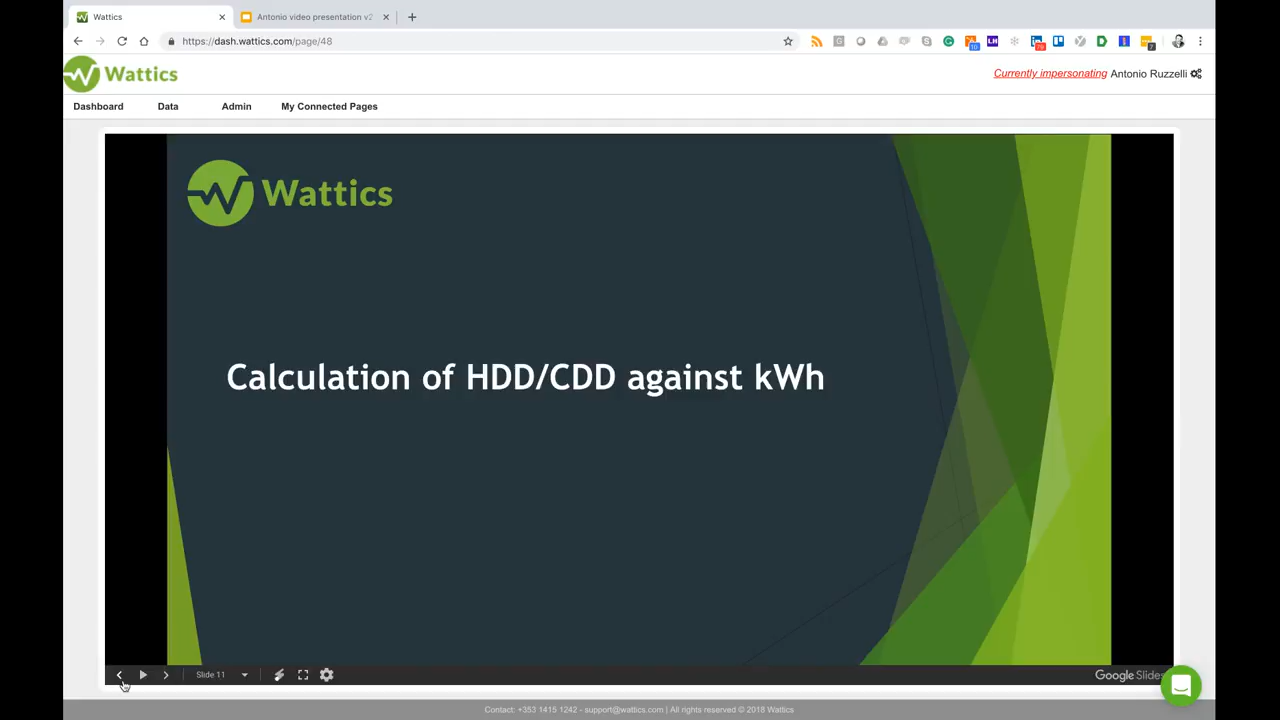 Wattics
Antonio video presentation v2
https://dash.wattics.com/page/48
Wattics
Currently impersonating Antonio Ruzzelli
Dashboard Data Admin My Connected Pages
Wattics
Calculation of HDD/CDD against kWh
Slide 11
Google Slides
Contact: +353 1415 1242 - support@wattics.com | All rights reserved © 2018 Wattics